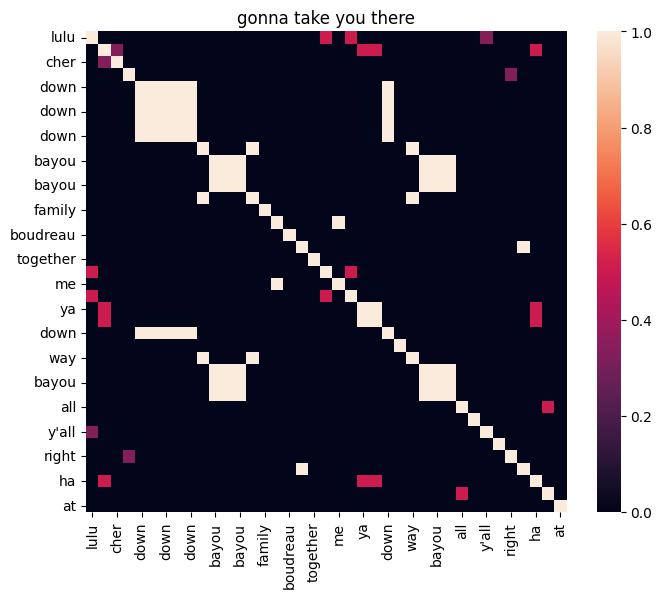 gonna take you there
lulu
cher
down
down
down
bayou
bayou
family
boudreau
together
me
ya
down
way
bayou
all
y'all
right
ha
at
lulu
cher
down
down
down
bayou
bayou
family
boudreau
together
me
ya
down
way
bayou
all
y'all
right
ha
at
1.0
0.8
0.6
0.4
0.2
0.0